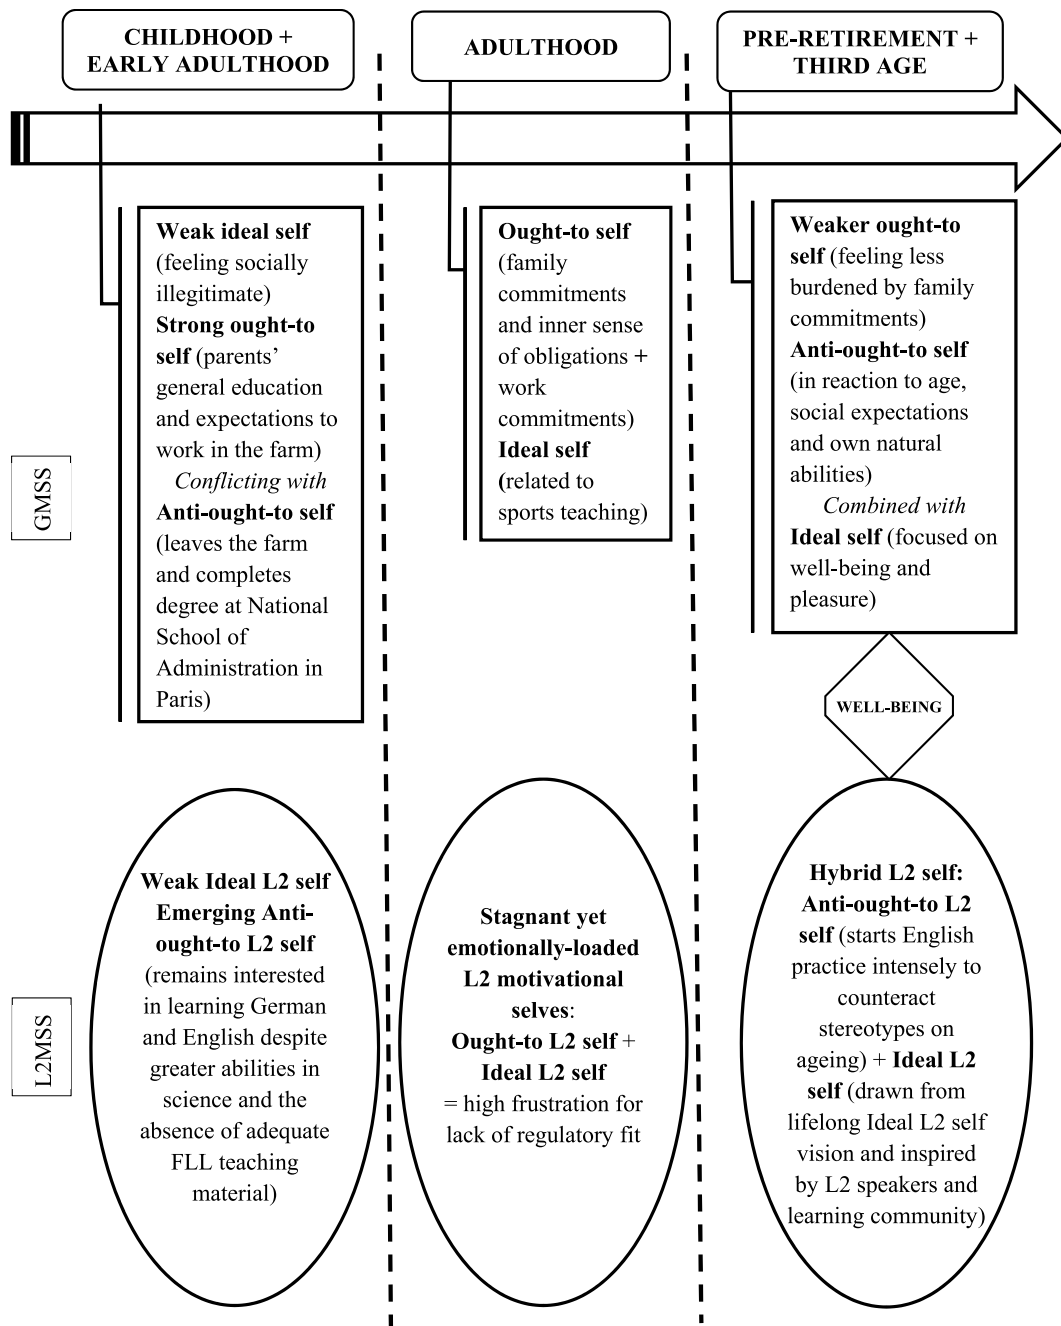 CHILDHOOD +
EARLY ADULTHOOD
ADULTHOOD
PRE-RETIREMENT +
THIRD AGE
GMSS
Weak ideal self
(feeling socially
illegitimate)
Strong ought-to
self (parents’
general education
and expectations to
work in the farm)
Conflicting with
Anti-ought-to self
(leaves the farm
and completes
degree at National
School of
Administration in
Paris)
Ought-to self
(family
commitments
and inner sense
of obligations +
work
commitments)
Ideal self
(related to
sports teaching)
Weaker ought-to
self (feeling less
burdened by family
commitments)
Anti-ought-to self
(in reaction to age,
social expectations
and own natural
abilities)
Combined with
Ideal self (focused on
well-being and
pleasure)
WELL-BEING
L2MSS
Weak Ideal L2 self
Emerging Anti-
ought-to L2 self
(remains interested
in learning German
and English despite
greater abilities in
science and the
absence of adequate
FLL teaching
material)
Stagnant yet
emotionally-loaded
L2 motivational
selves:
Ought-to L2 self +
Ideal L2 self
= high frustration for
lack of regulatory fit
Hybrid L2 self:
Anti-ought-to L2
self (starts English
practice intensely to
counteract
stereotypes on
ageing) + Ideal L2
self (drawn from
lifelong Ideal L2 self
vision and inspired
by L2 speakers and
learning community)